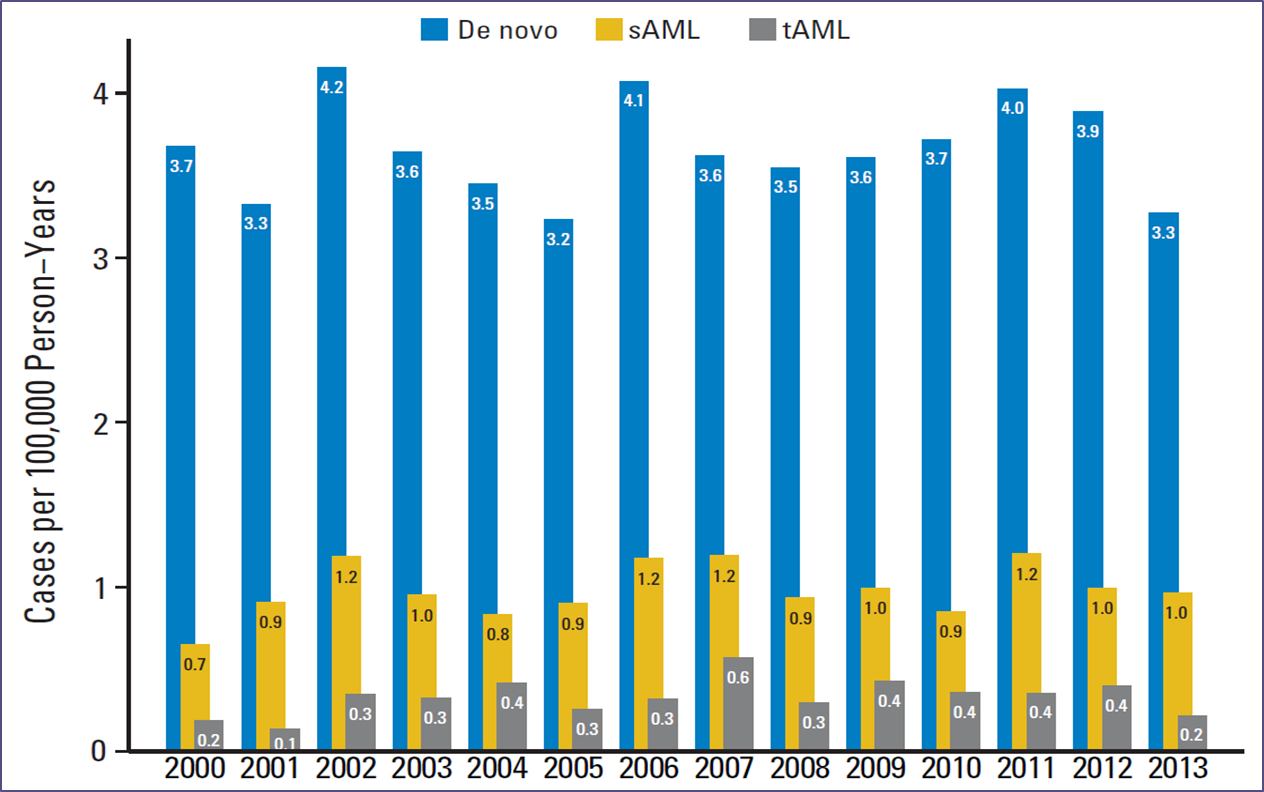 De novo sAML tAML
Cases per 100,000 Person–Years
4
3
2
1
0
3.7 3.3 4.2 3.6 3.5 3.2 4.1 3.6 3.5 3.6 3.7 4.0 3.9 3.3
0.7 0.9 1.2 1.0 0.8 0.9 1.2 1.2 0.9 1.0 0.9 1.2 1.0 1.0
0.2 0.1 0.3 0.3 0.4 0.3 0.3 0.6 0.3 0.4 0.4 0.4 0.4 0.2
2000 2001 2002 2003 2004 2005 2006 2007 2008 2009 2010 2011 2012 2013